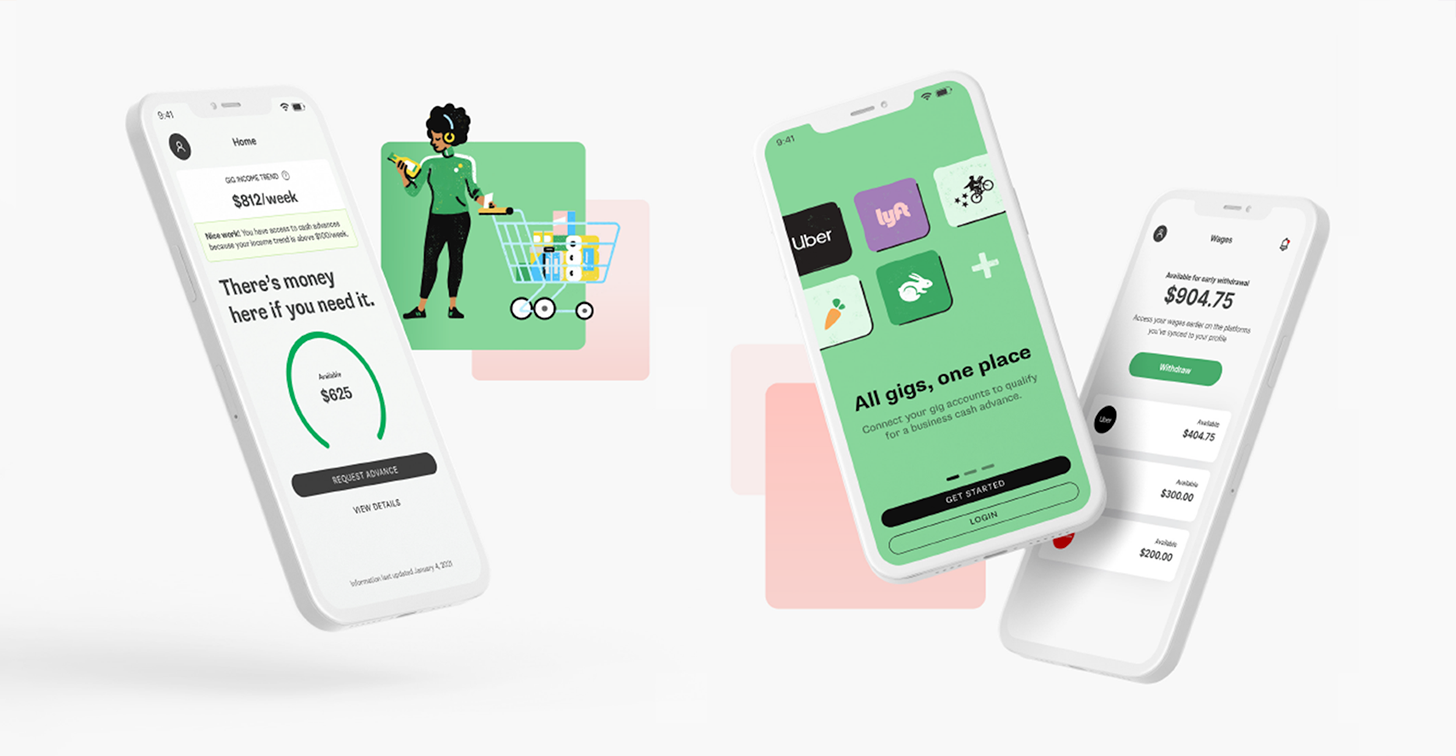 9:41
Home
GIG INCOME TREND
$812/week
Nice work! You have access to cash advances
because your income trend is above $100/week.
There's money
here if you need it.
Available
$625
REQUEST ADVANCE
VIEW DETAILS
Information last updated January 4, 2021
9:41
Uber
lyft
All gigs, one place
Connect your gig accounts to qualify
for a business cash advance.
GET STARTED
LOGIN
Wages
Available for early withdrawal
$904.75
Access your wages earlier on the platforms
you've synced to your profile
Withdraw
Uber
Available
$404.75
Available
$300.00
Available
$200.00